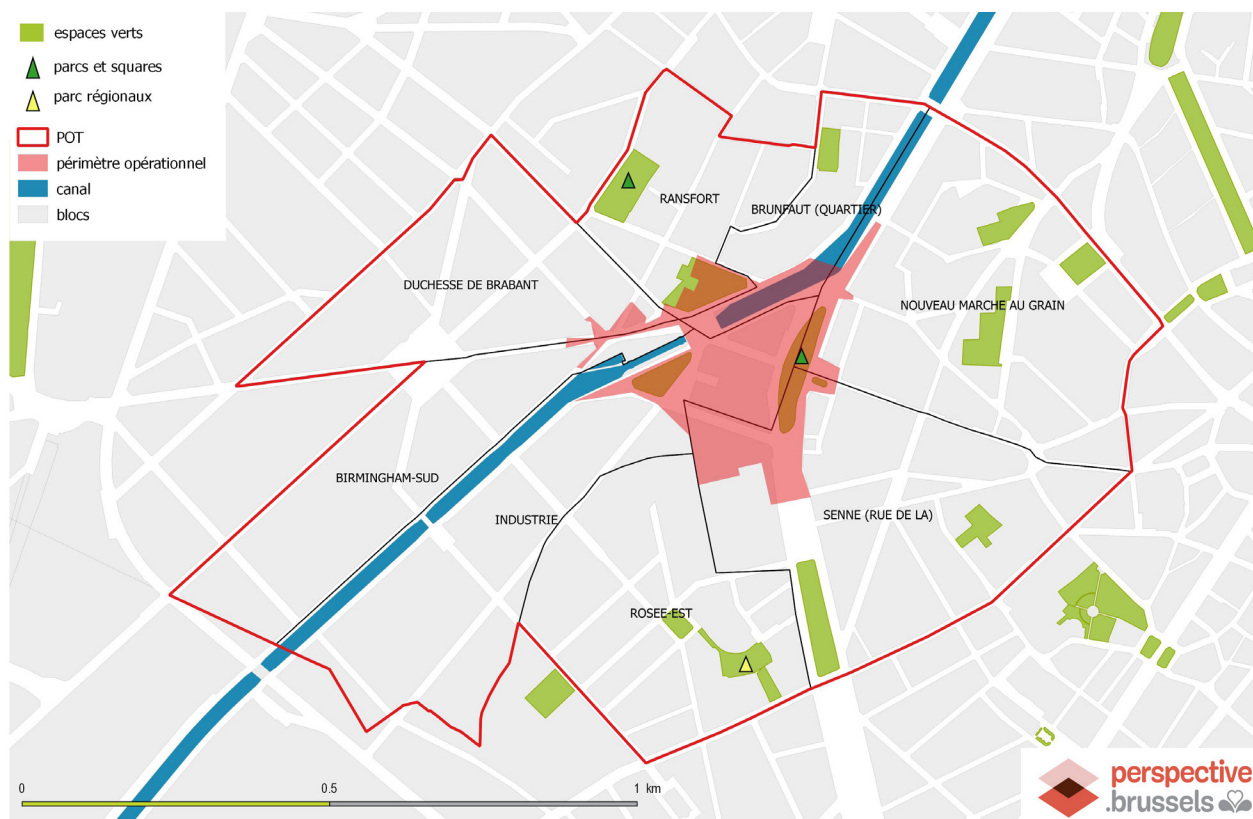 espaces verts
parcs et squares
parc régionaux
POT
périmètre opérationnel
canal
blocs
RANSFORT
BRUNFAUT (QUARTIER)
DUCHESSE DE BRABANT
NOUVEAU MARCHE AU GRAIN
BIRMINGHAM-SUD
INDUSTRIE
SENNE (RUE DE LA)
ROSEE-EST
0 0.5 1 km
perspective
.brussels